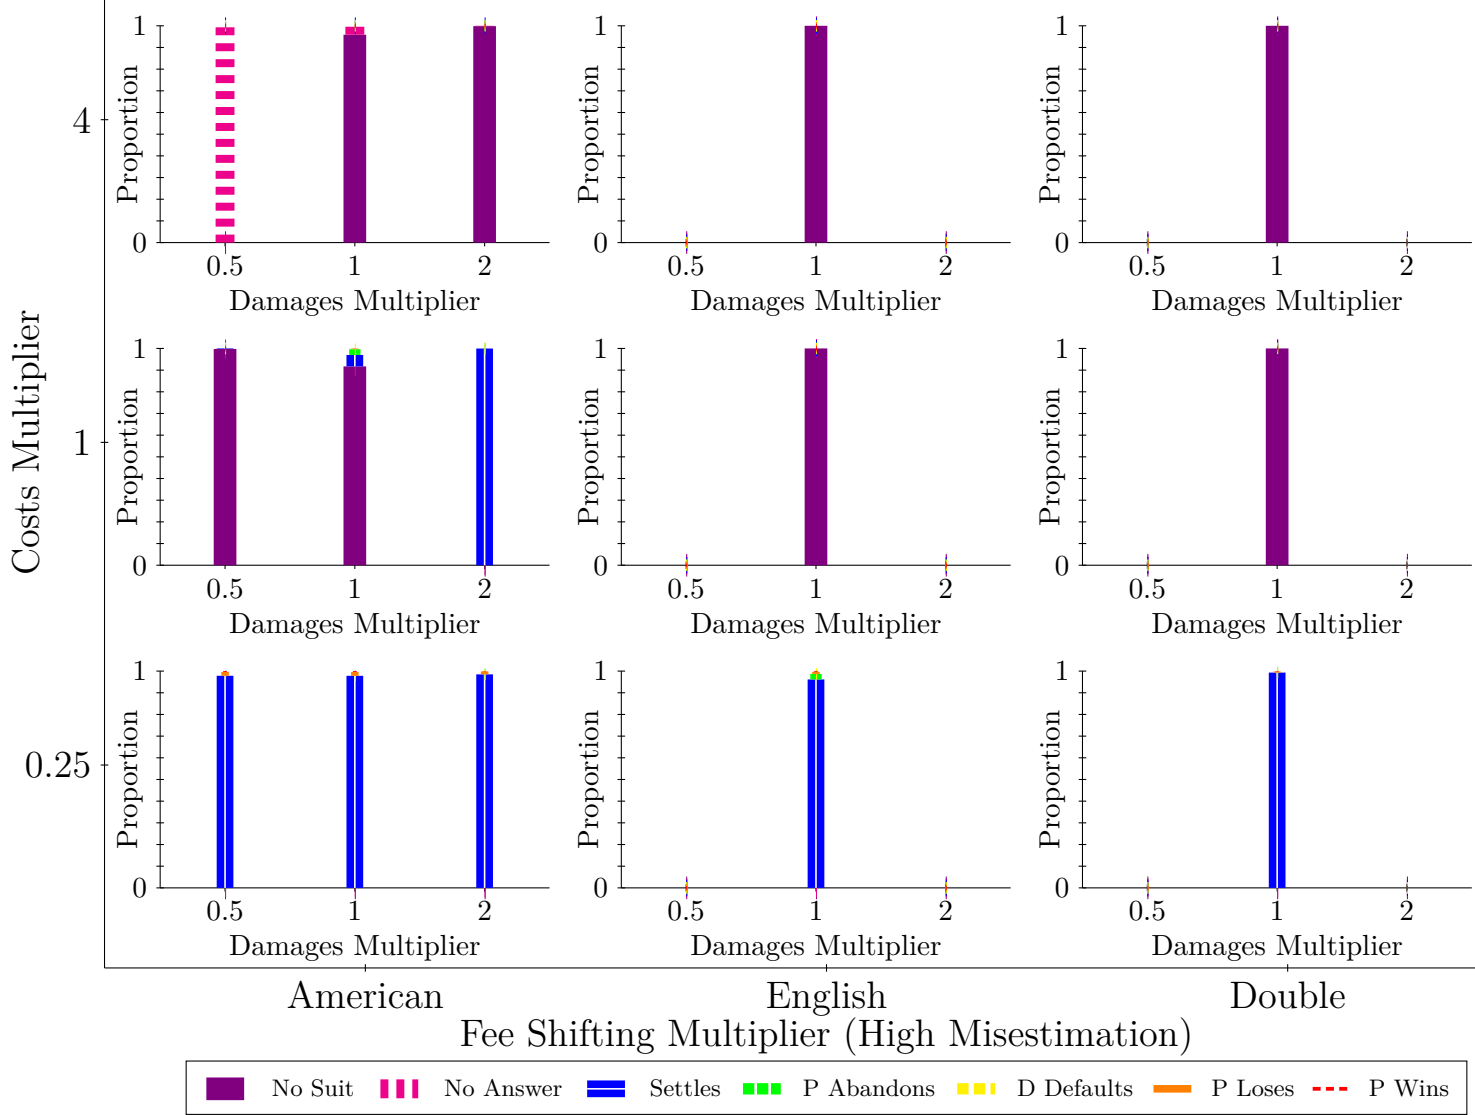 1
Proportion
0
0.5 1 2
Damages Multiplier
1
Proportion
0
0.5 1 2
Damages Multiplier
1
Proportion
0
0.5 1 2
Damages Multiplier
4
1
Proportion
0
0.5 1 2
Damages Multiplier
1
Proportion
0
0.5 1 2
Damages Multiplier
1
Proportion
0
0.5 1 2
Damages Multiplier
Costs Multiplier
1
1
Proportion
0
0.5 1 2
Damages Multiplier
1
Proportion
0
0.5 1 2
Damages Multiplier
1
Proportion
0
0.5 1 2
Damages Multiplier
0.25
American English Double
Fee Shifting Multiplier (High Misestimation)
No Suit No Answer Settles P Abandons D Defaults P Loses P Wins